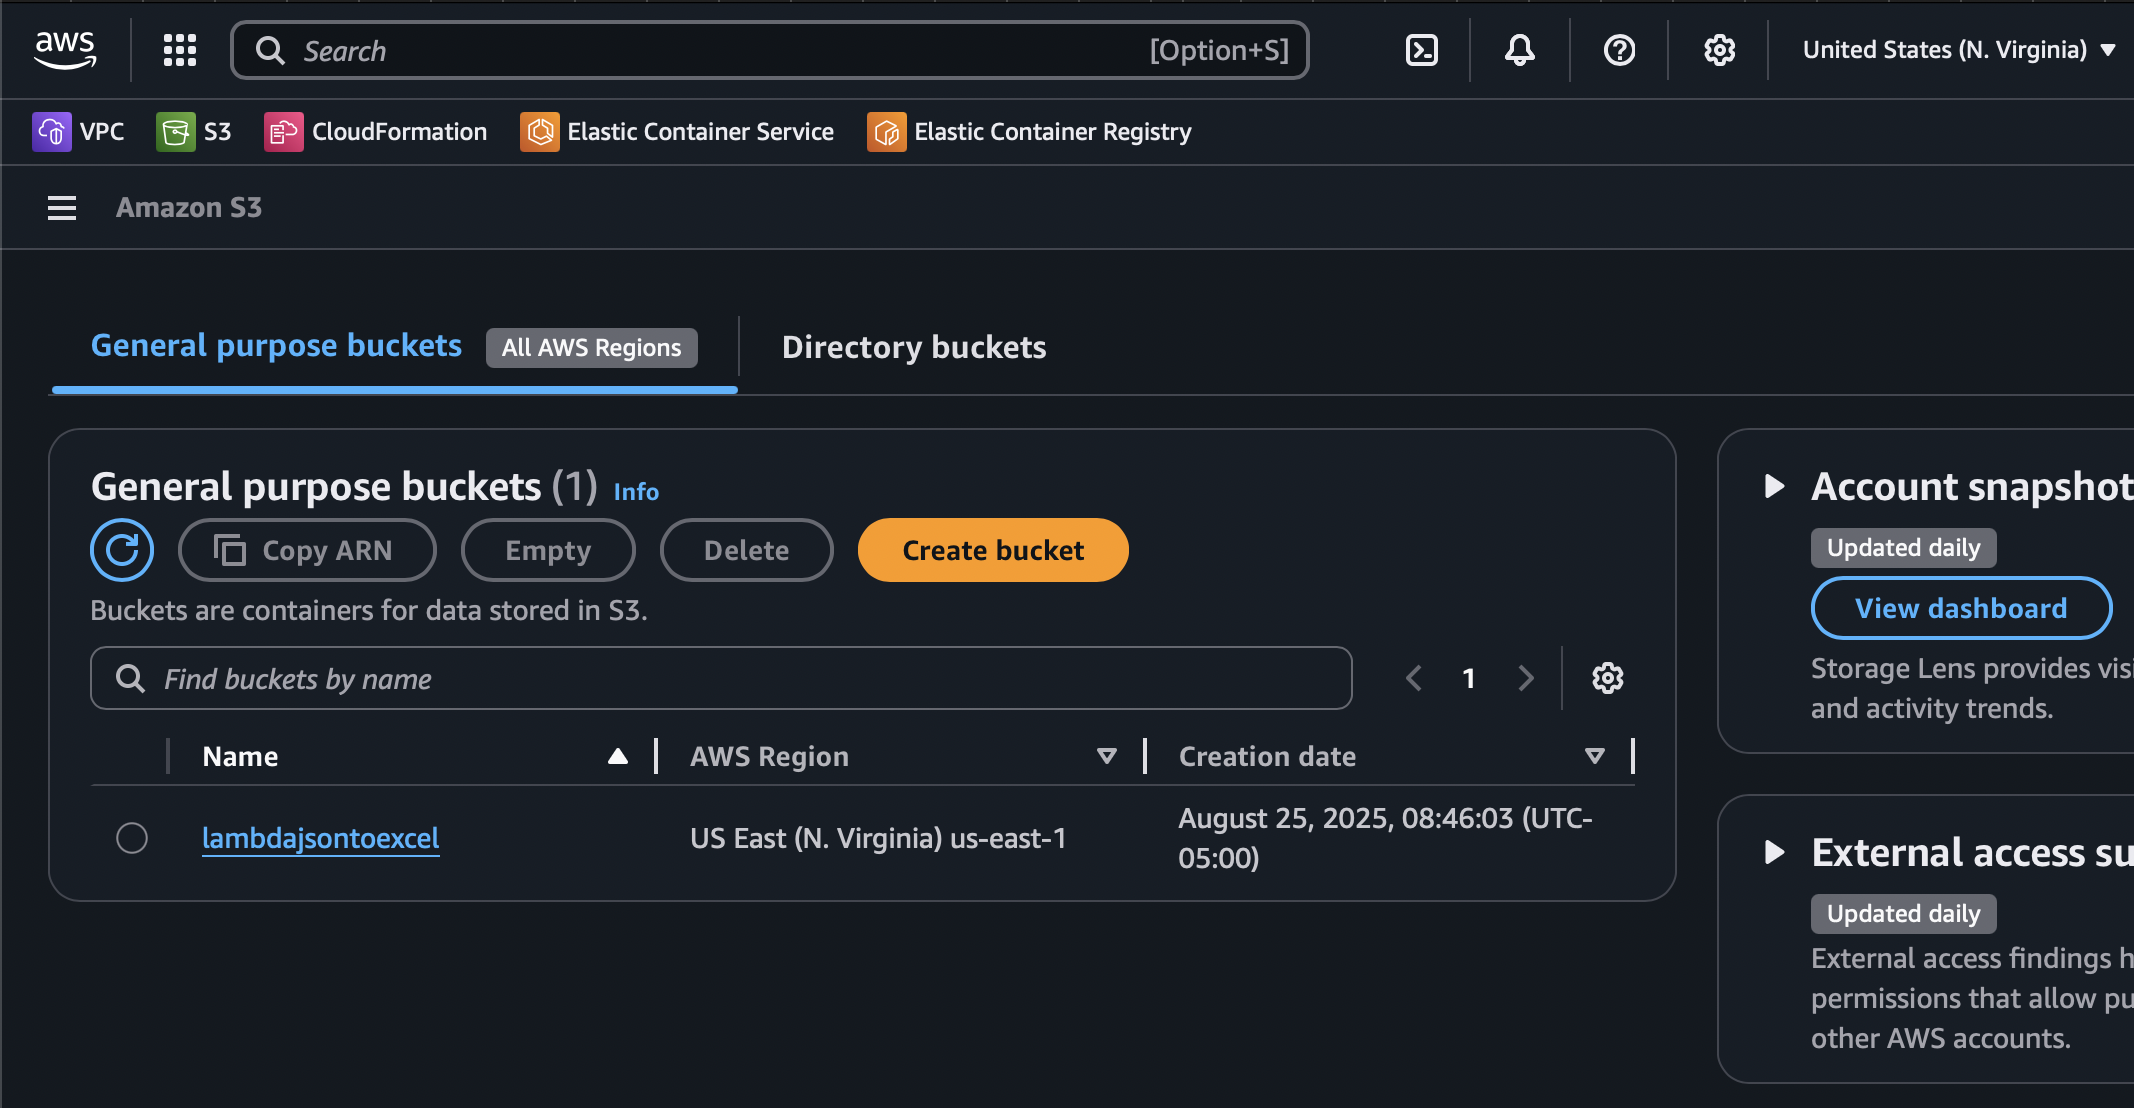 aws
Search [Option+S]
United States (N. Virginia)
VPC S3 CloudFormation Elastic Container Service Elastic Container Registry
Amazon S3
General purpose buckets All AWS Regions Directory buckets
General purpose buckets (1) Info
Copy ARN Empty Delete Create bucket
Buckets are containers for data stored in S3.
Find buckets by name
1
Name AWS Region Creation date
lambdajsontoexcel US East (N. Virginia) us-east-1 August 25, 2025, 08:46:03 (UTC-
05:00)
Account snapshot
Updated daily
View dashboard
Storage Lens provides
and activity trends.
External access
Updated daily
External access findings
permissions that allow
other AWS accounts.